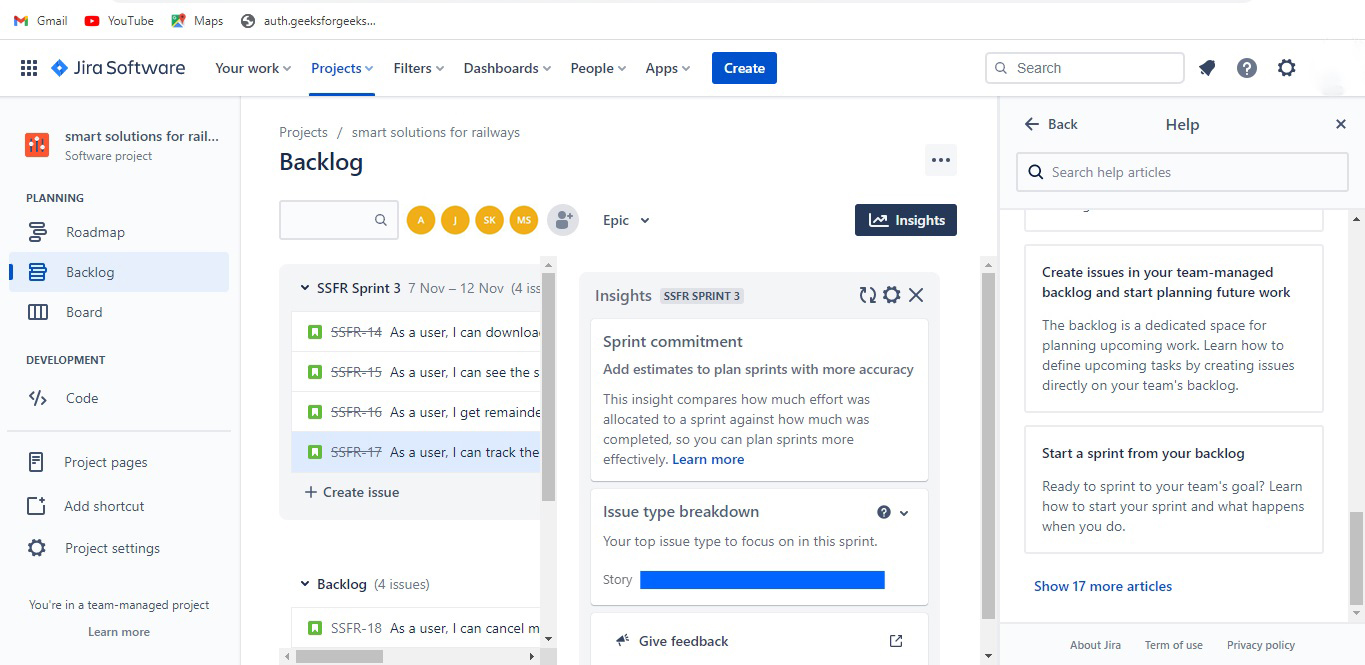 Gmail YouTube Maps auth.geeksforgeeks...
Jira Software Your work Projects Filters Dashboards People Apps Create Search
smart solutions for rail...
Software project
PLANNING
Roadmap
Backlog
Board
DEVELOPMENT
Code
Project pages
Add shortcut
Project settings
You're in a team-managed project
Learn more
Projects / smart solutions for railways
Backlog
A J SK MS Epic Insights
SSFR Sprint 3 7 Nov – 12 Nov (4 iss
SSFR-14 As a user, I can downloa
SSFR-15 As a user, I can see the s
SSFR-16 As a user, I get remainde
SSFR-17 As a user, I can track the
+ Create issue
Backlog (4 issues)
SSFR-18 As a user, I can cancel m
Insights SSFR SPRINT 3
Sprint commitment
Add estimates to plan sprints with more accuracy
This insight compares how much effort was
allocated to a sprint against how much was
completed, so you can plan sprints more
effectively. Learn more
Issue type breakdown
Your top issue type to focus on in this sprint.
Story
Give feedback
Back Help
Search help articles
Create issues in your team-managed
backlog and start planning future work
The backlog is a dedicated space for
planning upcoming work. Learn how to
define upcoming tasks by creating issues
directly on your team's backlog.
Start a sprint from your backlog
Ready to sprint to your team's goal? Learn
how to start your sprint and what happens
when you do.
Show 17 more articles
About Jira Term of use Privacy policy